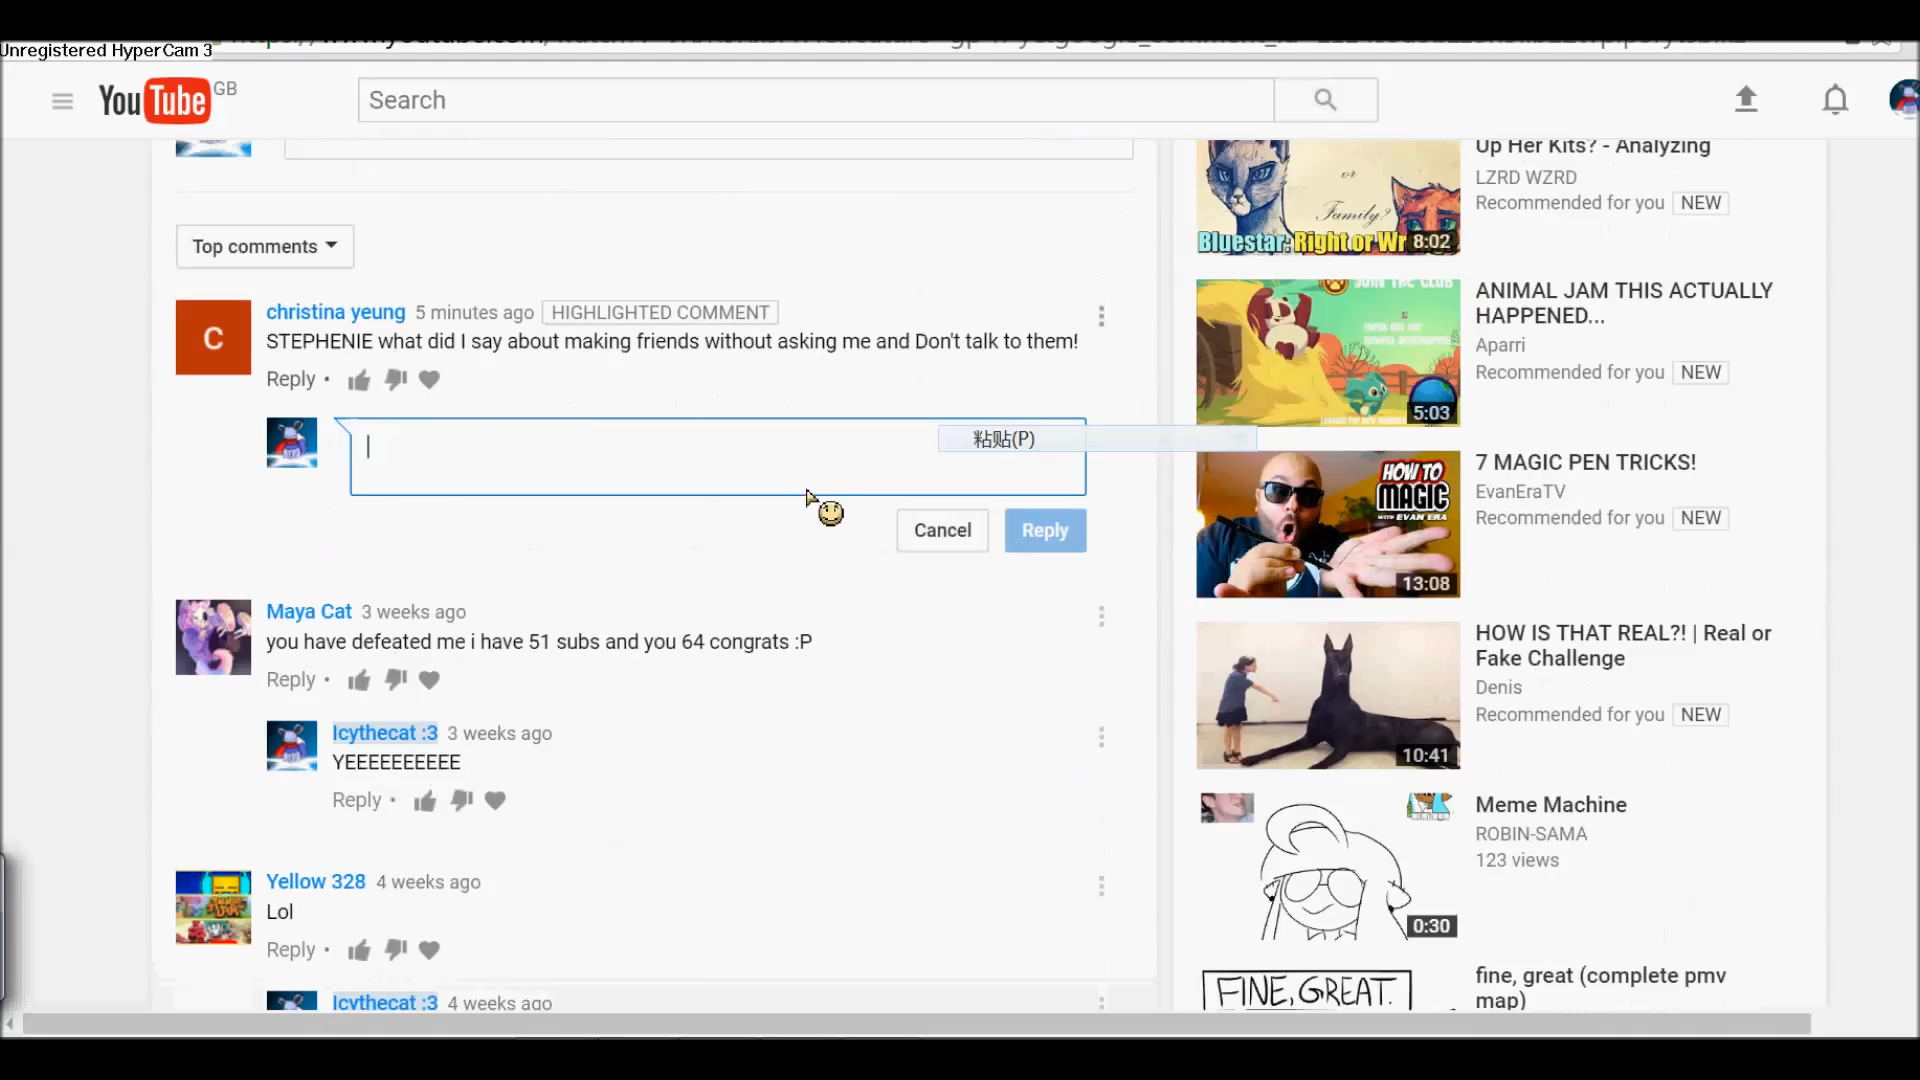 Unregistered HyperCam 3
YouTube GB
Search
Top comments
christina yeung 5 minutes ago HIGHLIGHTED COMMENT
STEPHENIE what did I say about making friends without asking me and Don't talk to them!
Reply •
粘贴(P)
Cancel
Reply
Maya Cat 3 weeks ago
you have defeated me i have 51 subs and you 64 congrats :P
Reply •
Icythecat :3 3 weeks ago
YEEEEEEEEEE
Reply •
Yellow 328 4 weeks ago
Lol
Reply •
Icythecat :3 4 weeks ago
or
Family?
Bluestar: Right or Wr
8:02
Up Her Kits? - Analyzing
LZRD WZRD
Recommended for you NEW
JOIN THE CLUB
5:03
ANIMAL JAM THIS ACTUALLY
HAPPENED...
Aparri
Recommended for you NEW
HOW TO
MAGIC
WITH EVAN ERA
13:08
7 MAGIC PEN TRICKS!
EvanEraTV
Recommended for you NEW
10:41
HOW IS THAT REAL?! | Real or
Fake Challenge
Denis
Recommended for you NEW
0:30
Meme Machine
ROBIN-SAMA
123 views
FINE, GREAT.
fine, great (complete pmv
map)